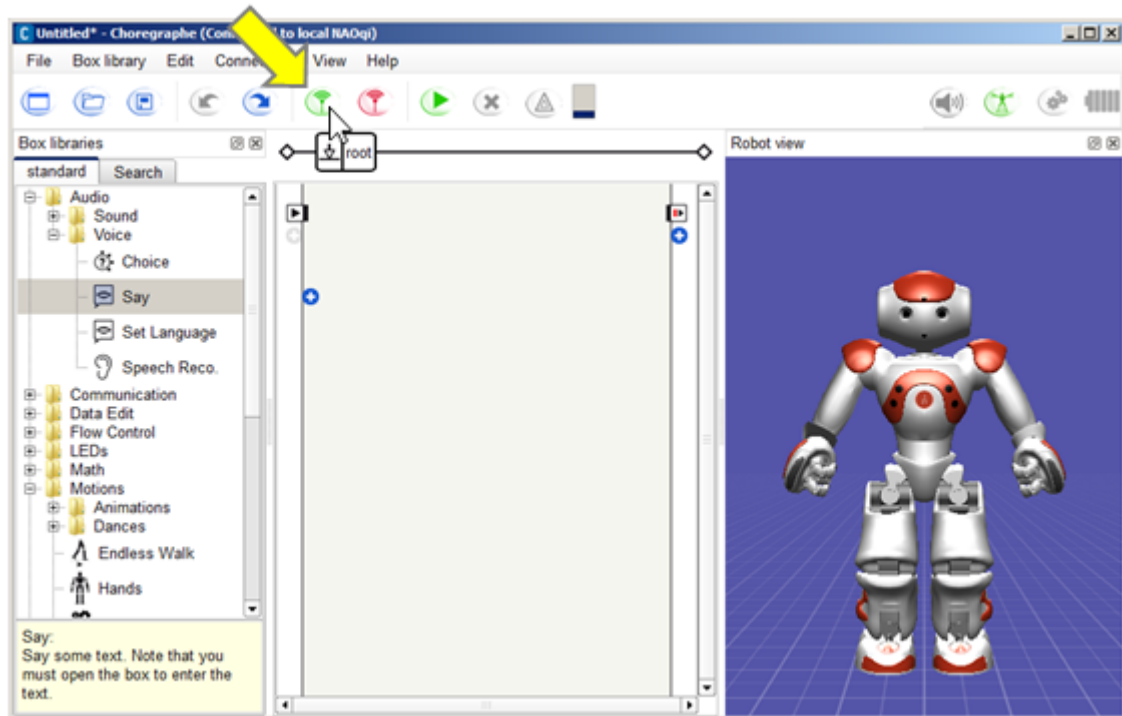 Untitled* - Choregraphe (Con to local NAOqi)
File Box library Edit Conne View Help
Box libraries
standard Search
Audio
Sound
Voice
Choice
Say
Set Language
Speech Reco.
Communication
Data Edit
Flow Control
LEDs
Math
Motions
Animations
Dances
Endless Walk
Hands
Say:
Say some text. Note that you
must open the box to enter the
text.
root
Robot view